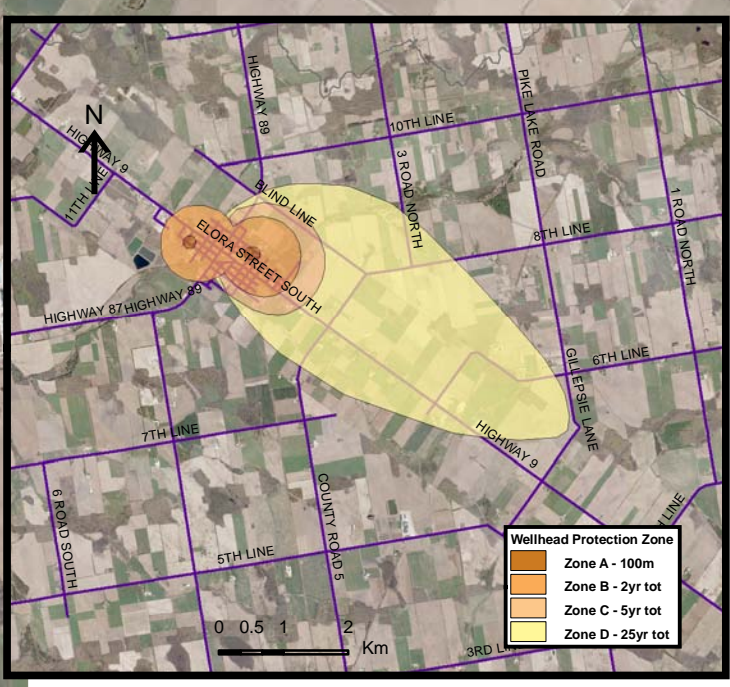 HIGHWAY 89
PIKE LAKE ROAD
10TH LINE
N
HIGHWAY 9
11TH LINE
3 ROAD NORTH
BLIND LINE
1 ROAD NORTH
8TH LINE
ELORA STREET SOUTH
HIGHWAY 87
HIGHWAY 89
GILLEPSIE LANE
6TH LINE
7TH LINE
HIGHWAY 9
6 ROAD SOUTH
COUNTY ROAD 5
LINE
5TH LINE
Wellhead Protection Zone
Zone A - 100m
Zone B - 2yr tot
Zone C - 5yr tot
Zone D - 25yr tot
0 0.5 1 2
Km
3RD